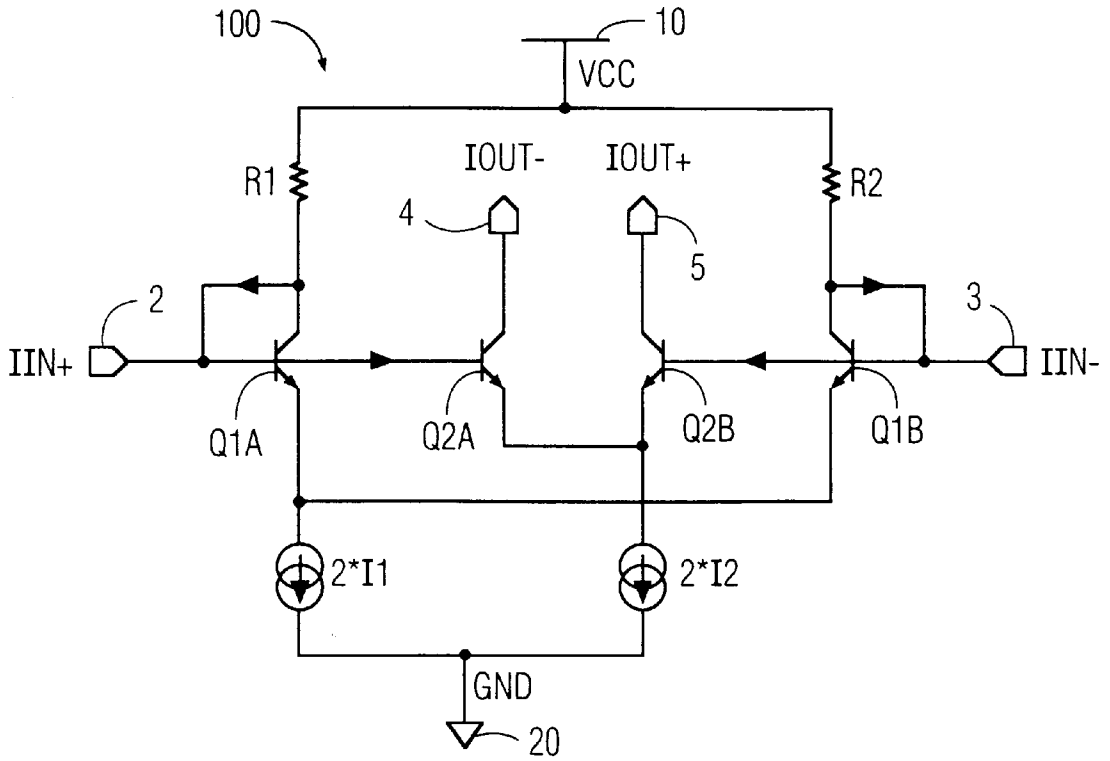 100
10
VCC
IOUT-
IOUT+
R1
R2
4
5
2
3
IIN+
IIN-
Q1A
Q2A
Q2B
Q1B
2*I1
2*I2
GND
20